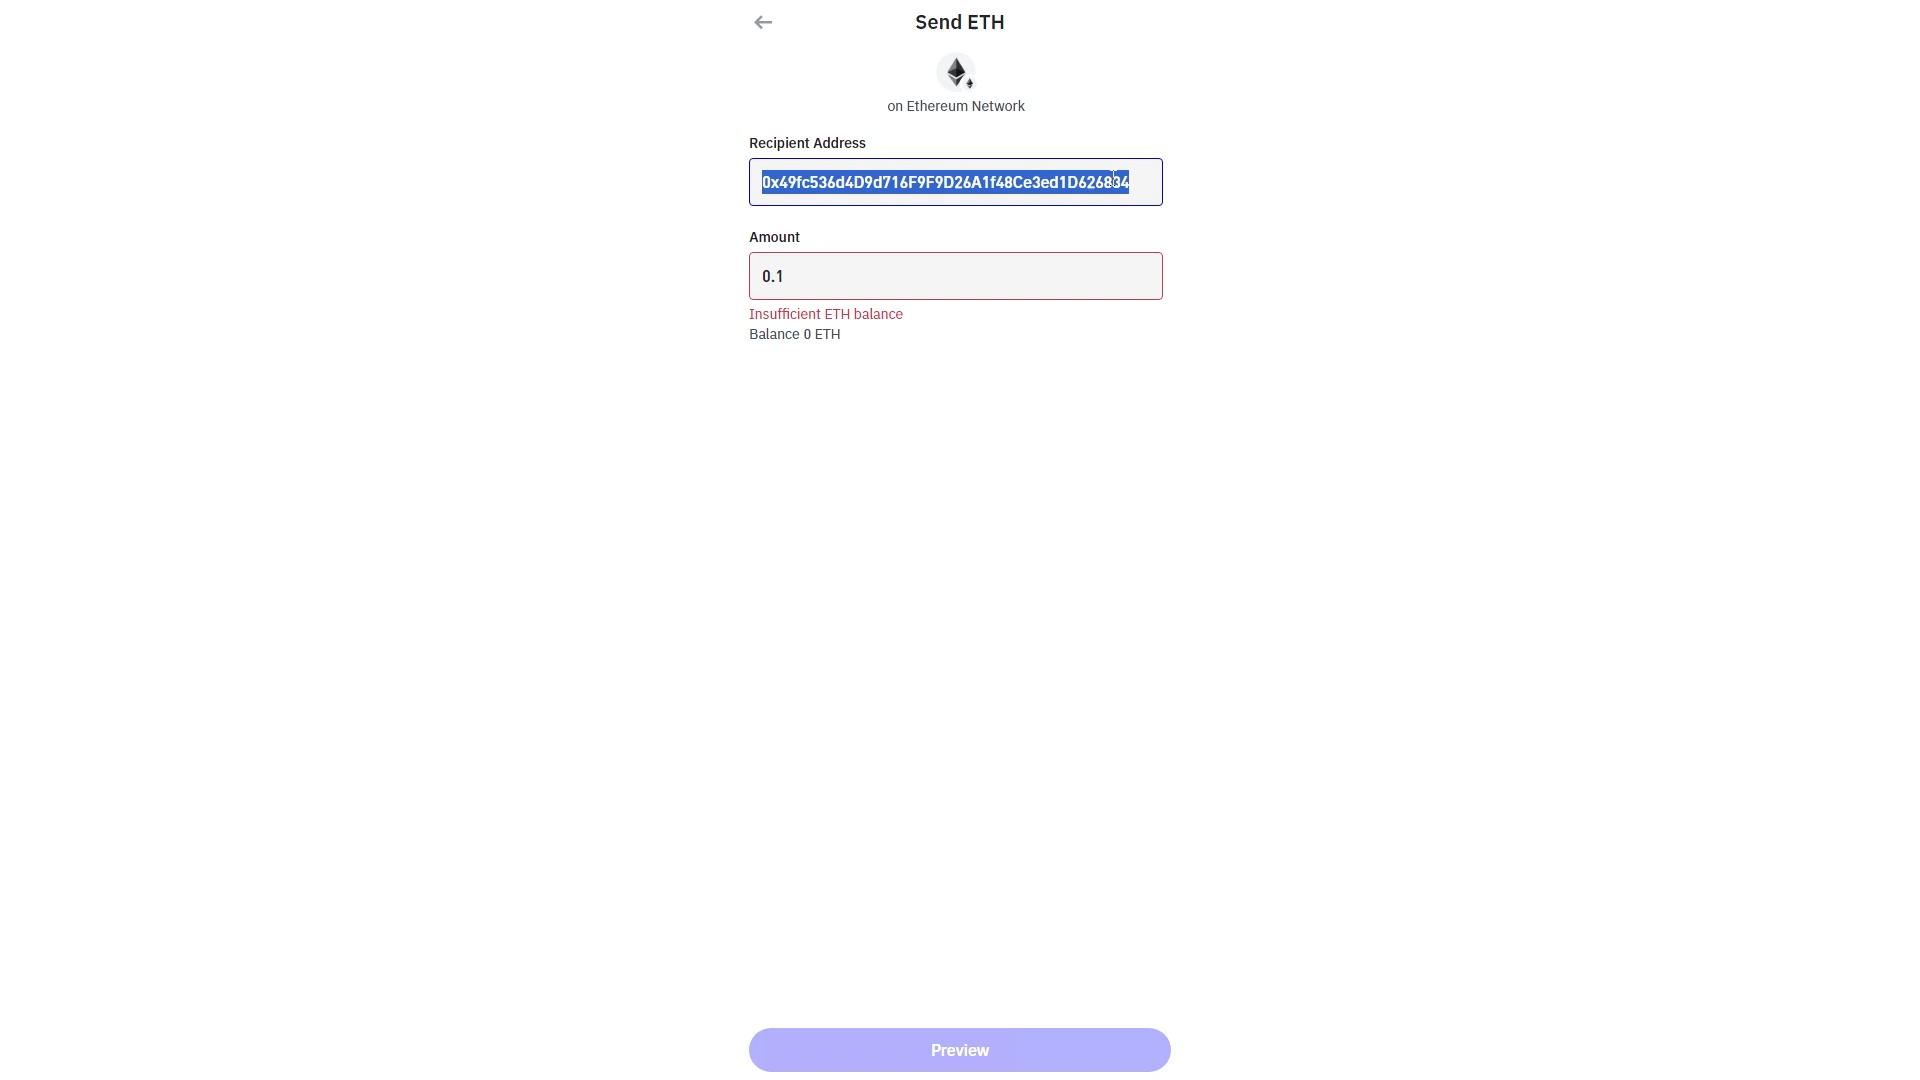 Send ETH
on Ethereum Network
Recipient Address
0x49fc536d4D9d716F9F9D26A1f48Ce3ed1D626834
Amount
0.1
Insufficient ETH balance
Balance 0 ETH
Preview